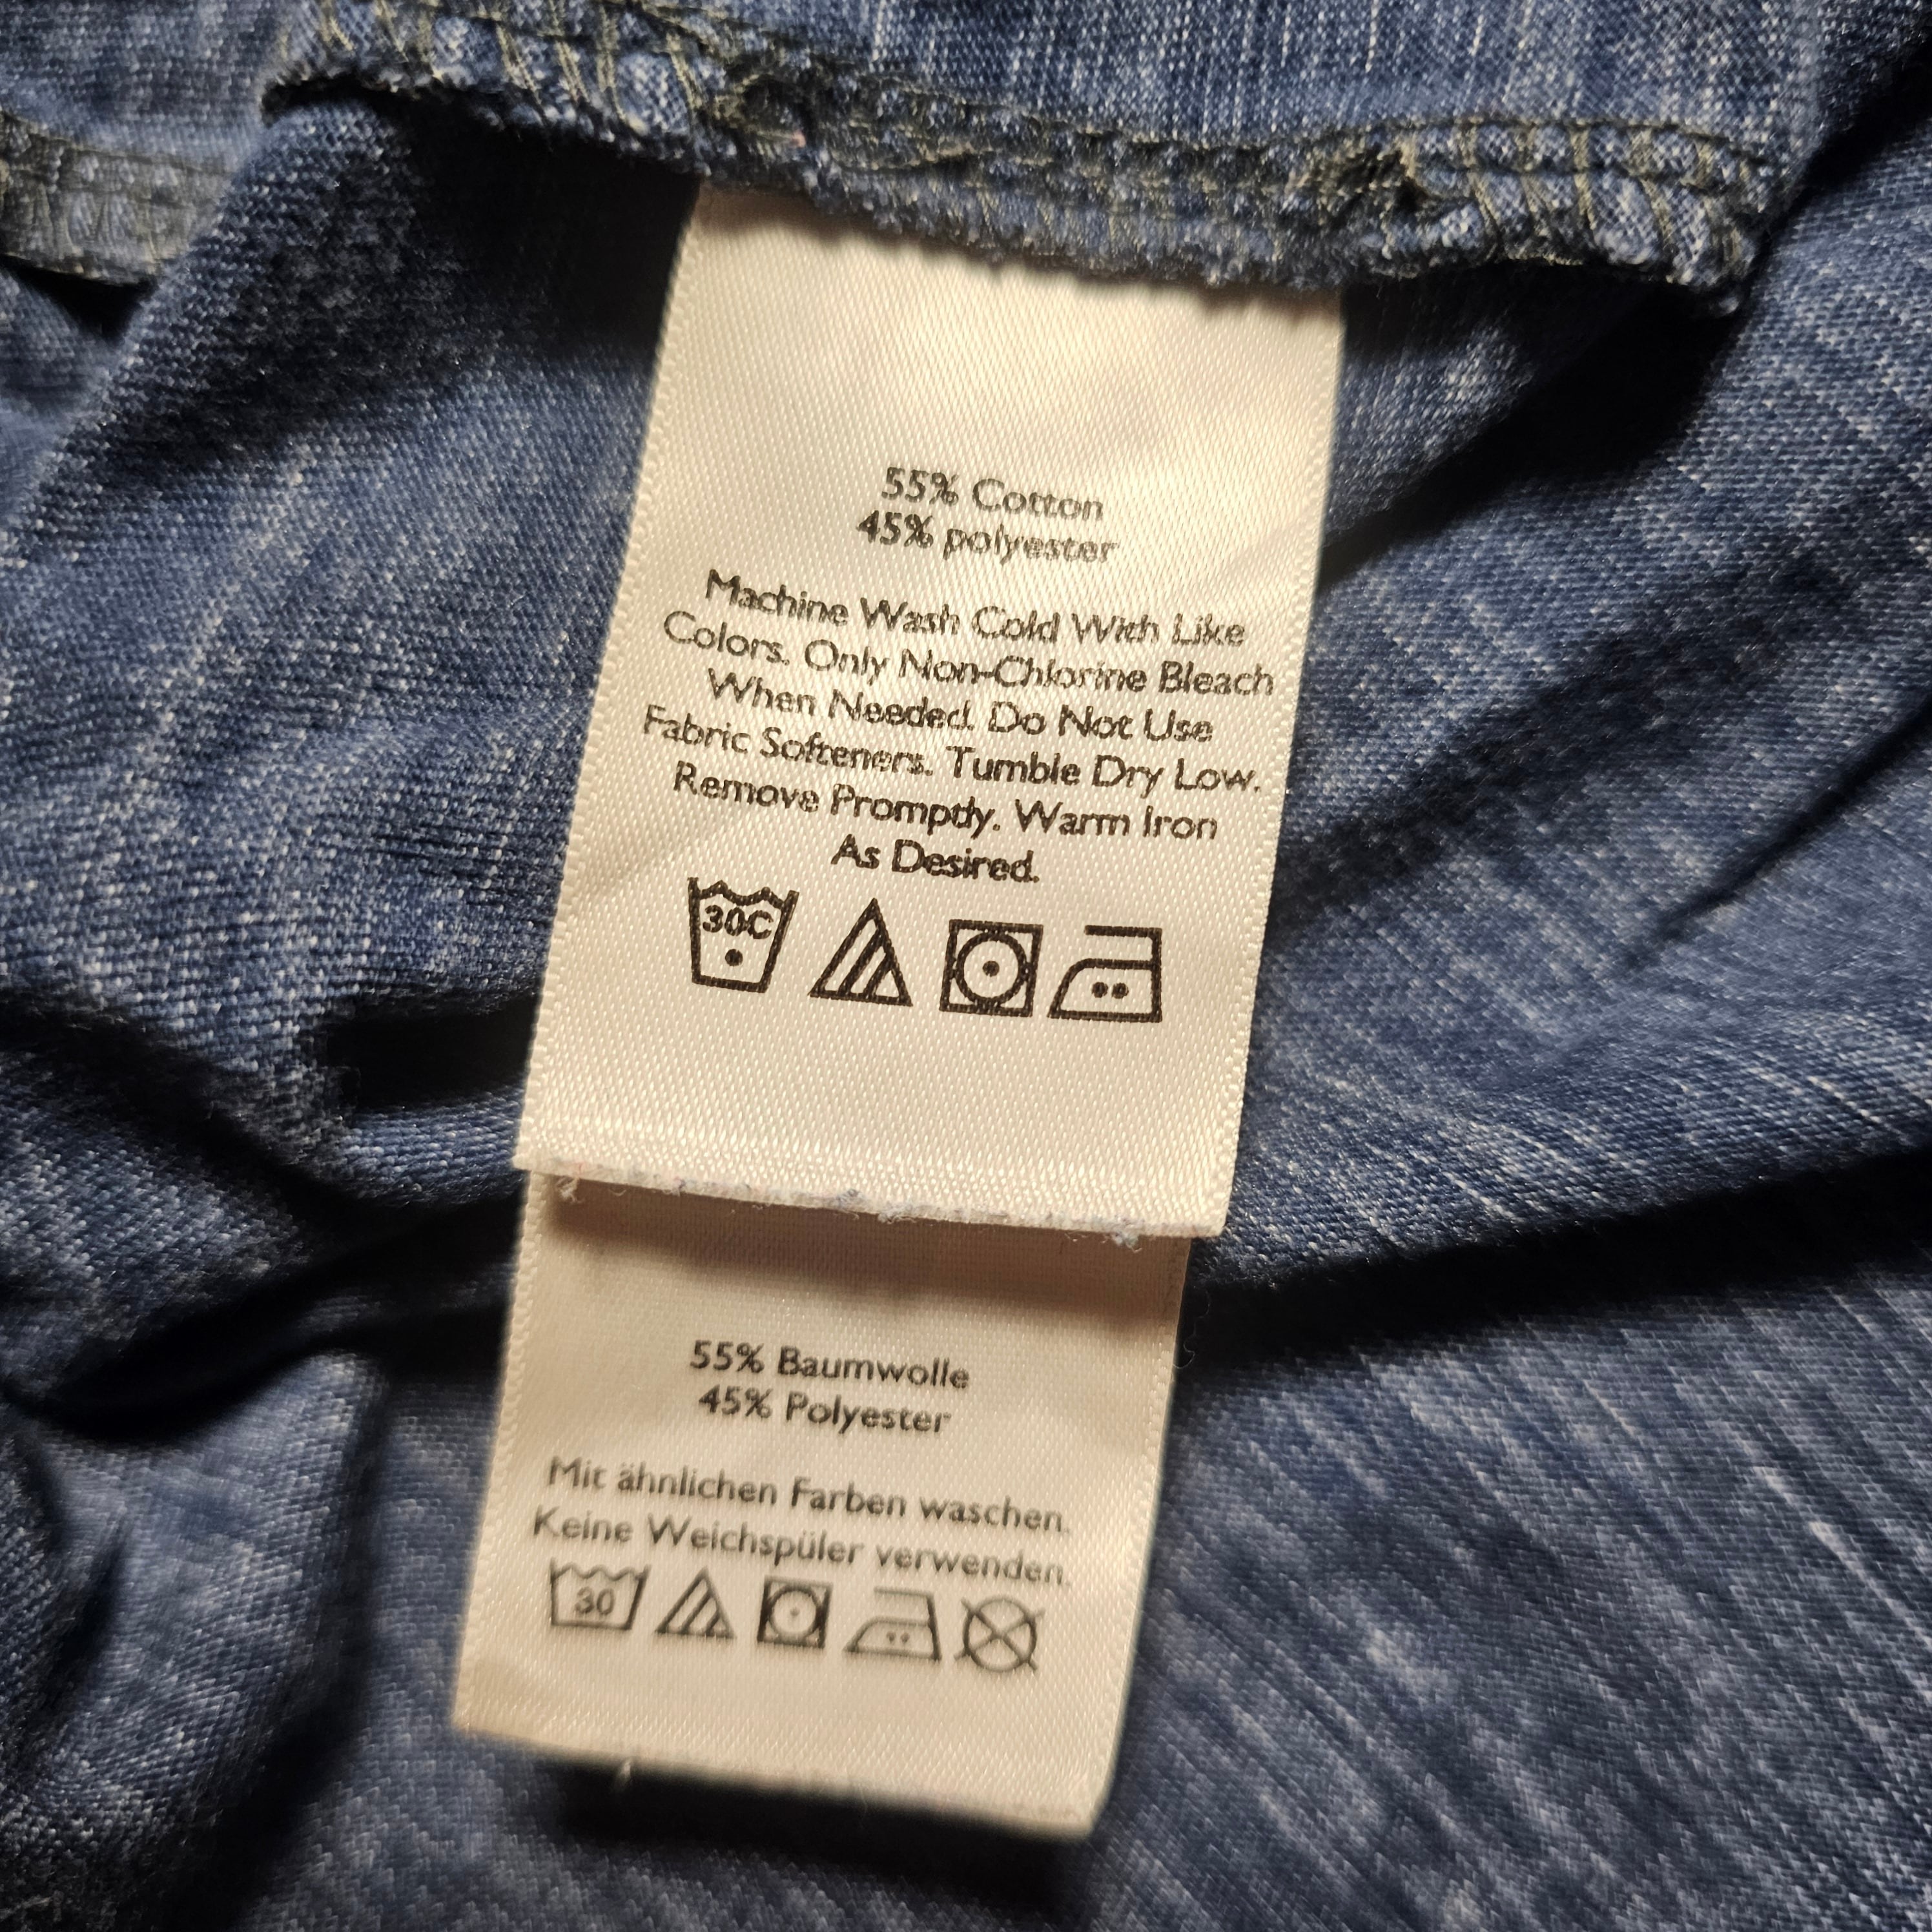 55% Cotton
45% polyester
Machine Wash Cold With Like
Colors. Only Non-Chlorine Bleach
When Needed. Do Not Use
Fabric Softeners. Tumble Dry Low.
Remove Promptly. Warm Iron
As Desired.
30C
55% Baumwolle
45% Polyester
Mit ähnlichen Farben waschen.
Keine Weichspüler verwenden.
30